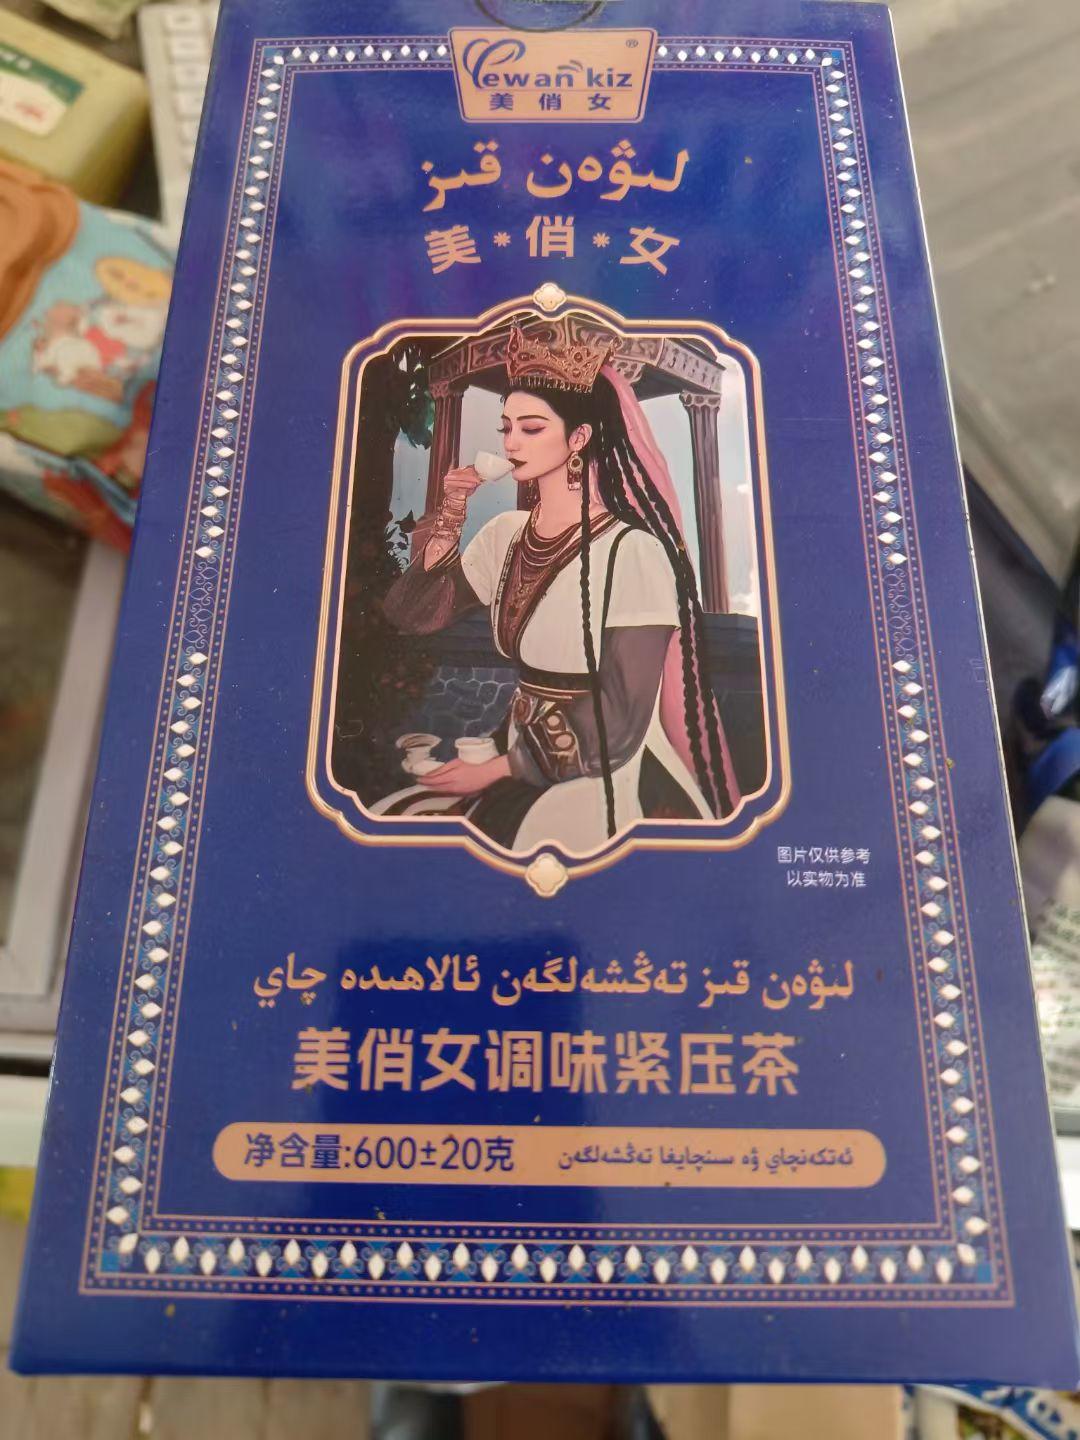 Lewan kiz®
美俏女
لىۋەن قىز
美*俏*女
图片仅供参考
以实物为准
لىۋەن قىز تەڭشەلگەن ئالاھىدە چاي
美俏女调味紧压茶
净含量:600±20克 ئەتكەنچاي ۋە سىنچايغا تەڭشەلگەن